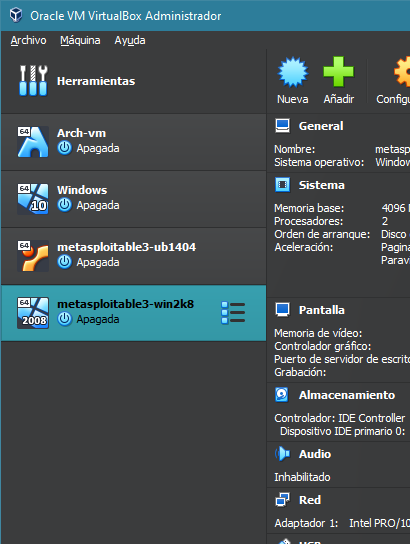 Oracle VM VirtualBox Administrador
Archivo Máquina Ayuda
Herramientas
64
Arch-vm
Apagada
64
10
Windows
Apagada
64
metasploitable3-ub1404
Apagada
64
2008
metasploitable3-win2k8
Apagada
Nueva Añadir Config
General
Nombre: metasp
Sistema operativo: Window
Sistema
Memoria base: 4096 M
Procesadores: 2
Orden de arranque: Disco
Aceleración: Pagina
Parav
Pantalla
Memoria de vídeo:
Controlador gráfico:
Puerto de servidor de escrito
Grabación:
Almacenamiento
Controlador: IDE Controller
Dispositivo IDE primario 0:
Audio
Inhabilitado
Red
Adaptador 1: Intel PRO/10
USB